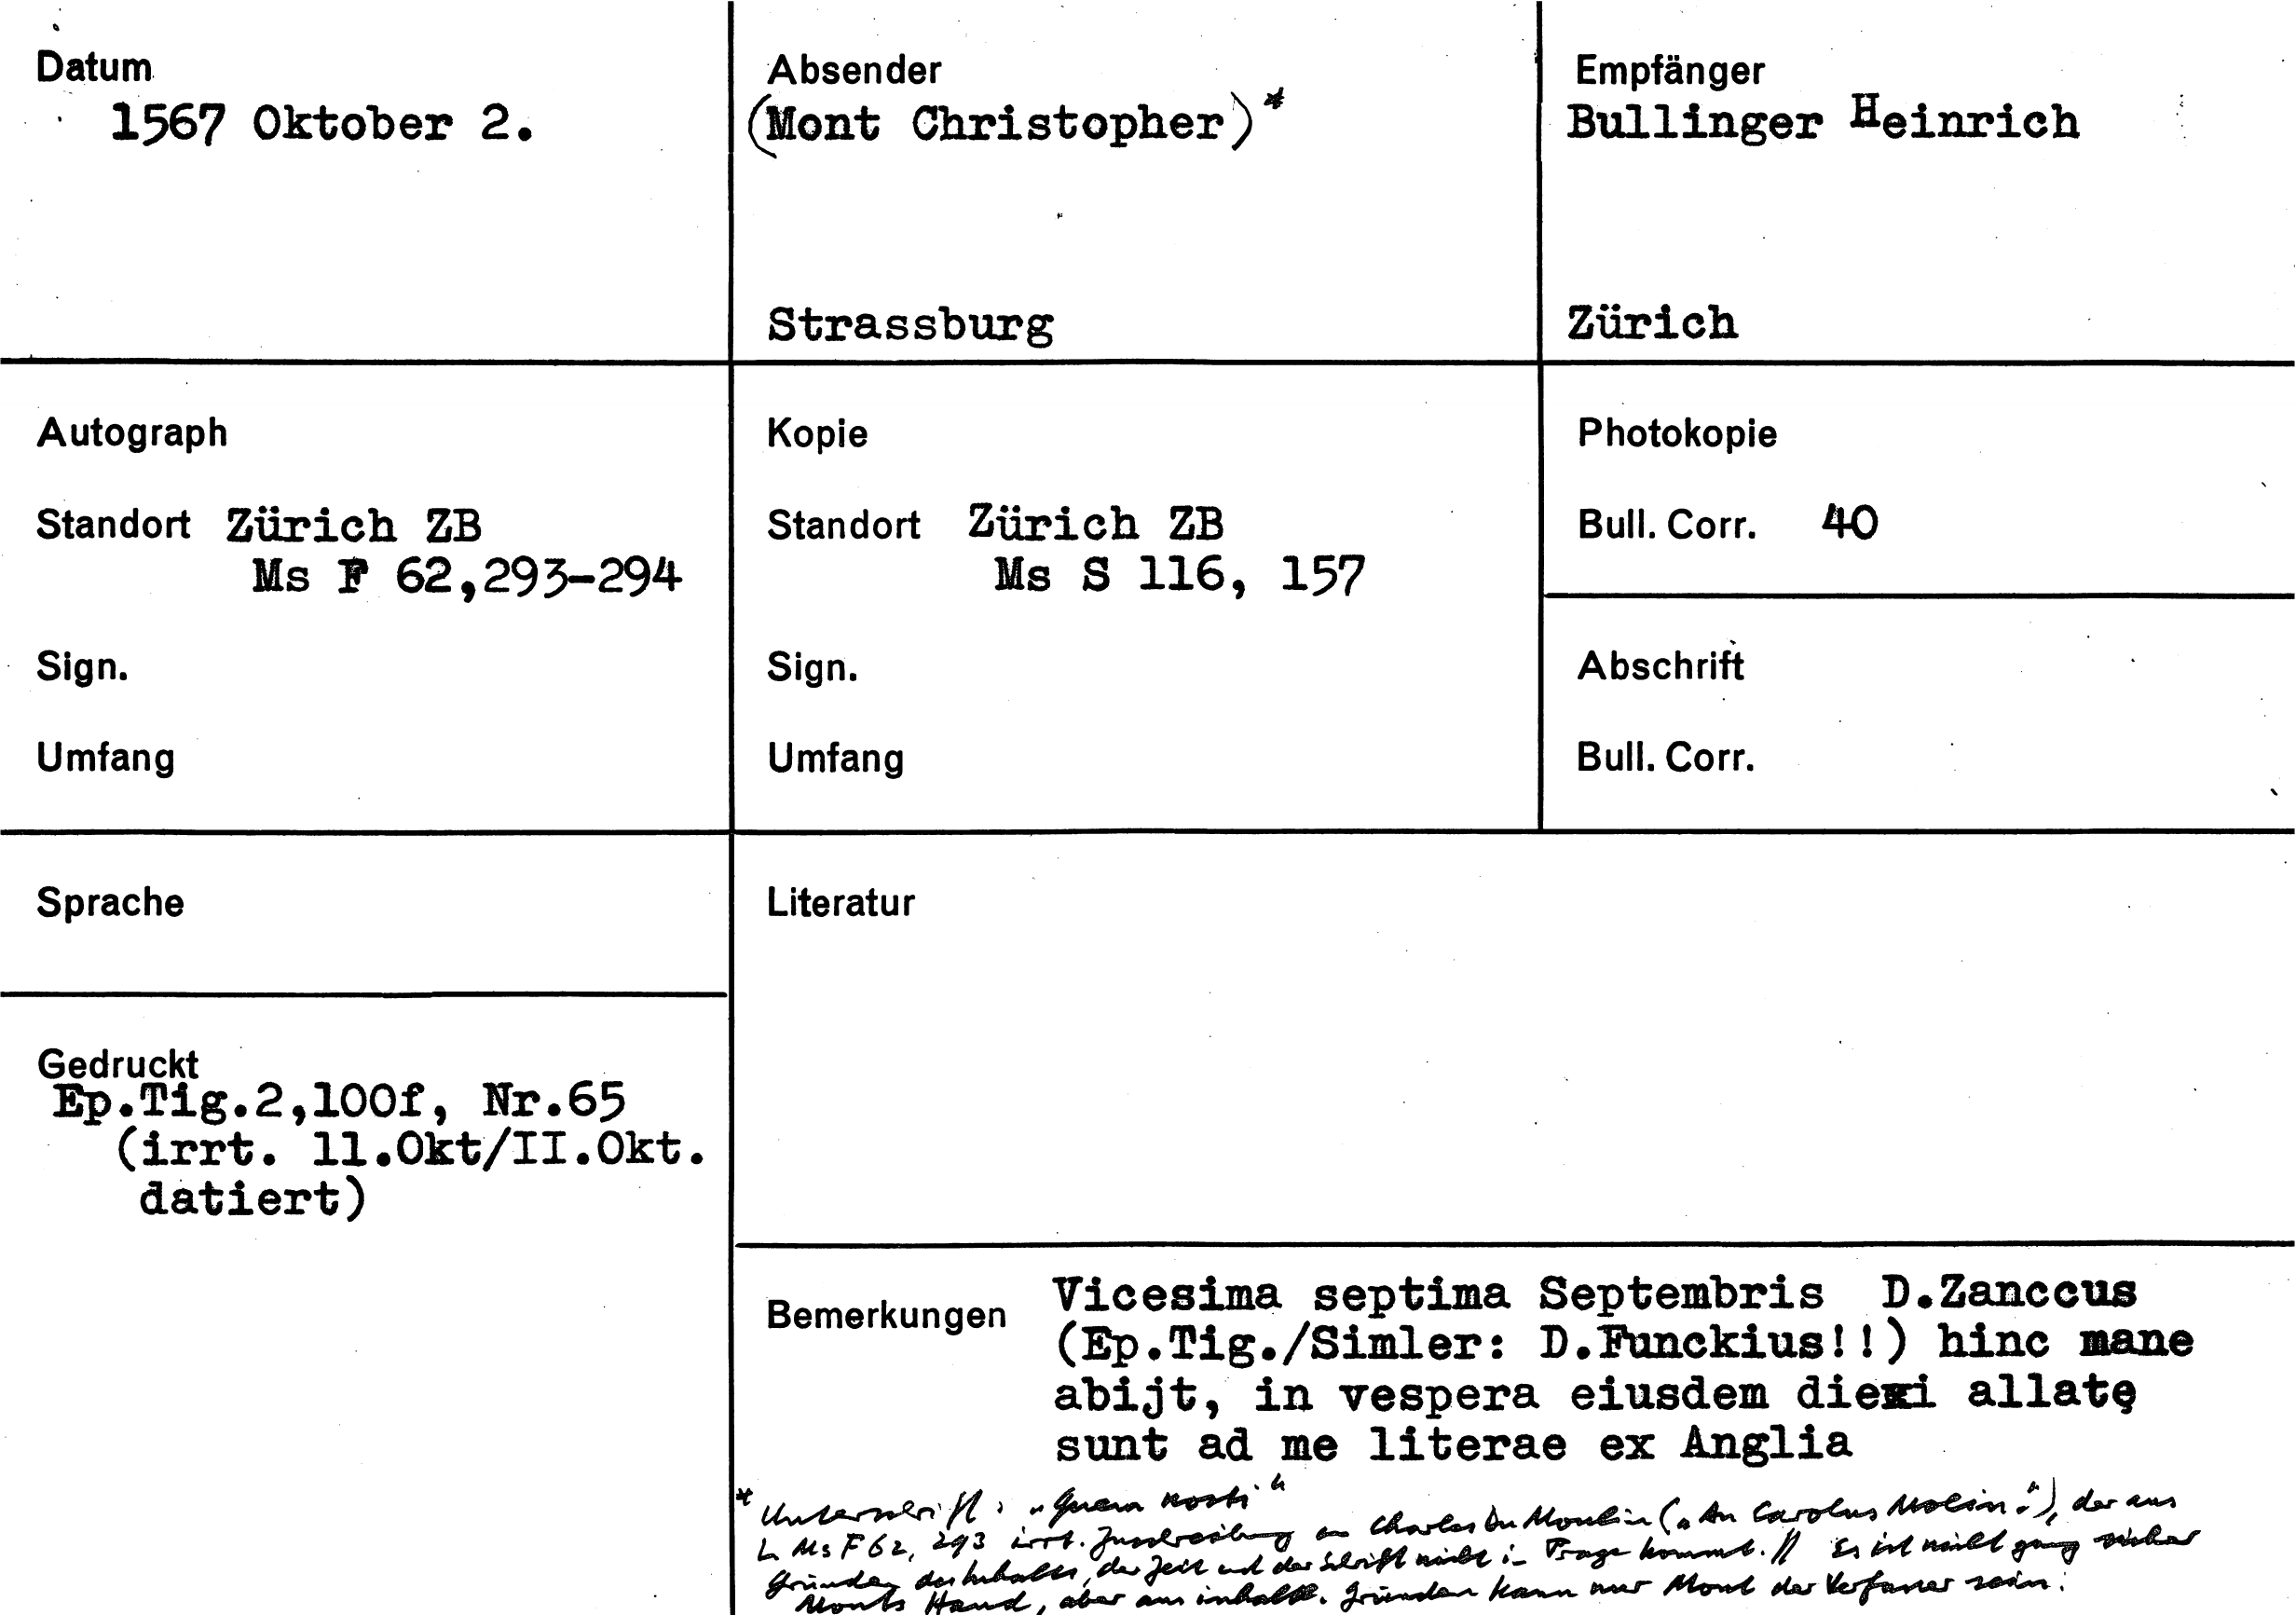 Datum
1567 Oktober 2.
Absender
(Mont Christopher)*
Strassburg
Empfänger
Bullinger Heinrich
Zürich
Autograph
Standort Zürich ZB
Ms F 62,293-294
Sign.
Umfang
Kopie
Standort Zürich ZB
Ms S 116, 157
Sign.
Umfang
Photokopie
Bull. Corr. 40
Abschrift
Bull. Corr.
Sprache
Literatur
Gedruckt
Ep.Tig.2,100f, Nr.65
(irrt. 11.Okt/II.Okt.
datiert)
Bemerkungen
Vicesima septima Septembris D.Zanccus
(Ep.Tig./Simler: D.Funckius!!) hinc mane
abijt, in vespera eiusdem diei allatę
sunt ad me literae ex Anglia
* Unterschrift: „Quem nosti"
Ms F 62, 293 irrt. Zuschreibung an Charles Du Moulin („An Carolus Molin.“), der aus
Gründen des Inhalts, der Zeit und der Schrift nicht in Frage kommt. // Es ist nicht ganz sicher
Monts Hand, aber aus inhaltl. Gründen kann nur Mont der Verfasser sein.